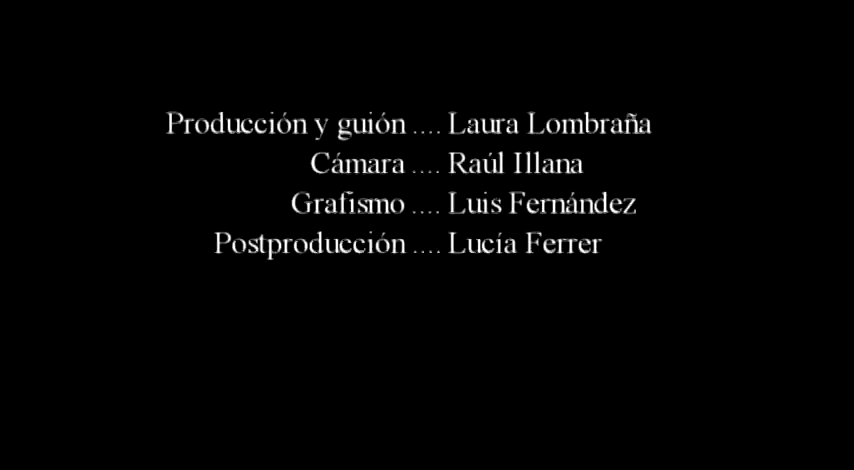 Producción y guión .... Laura Lombraña
Cámara .... Raúl Illana
Grafismo .... Luis Fernández
Postproducción .... Lucía Ferrer